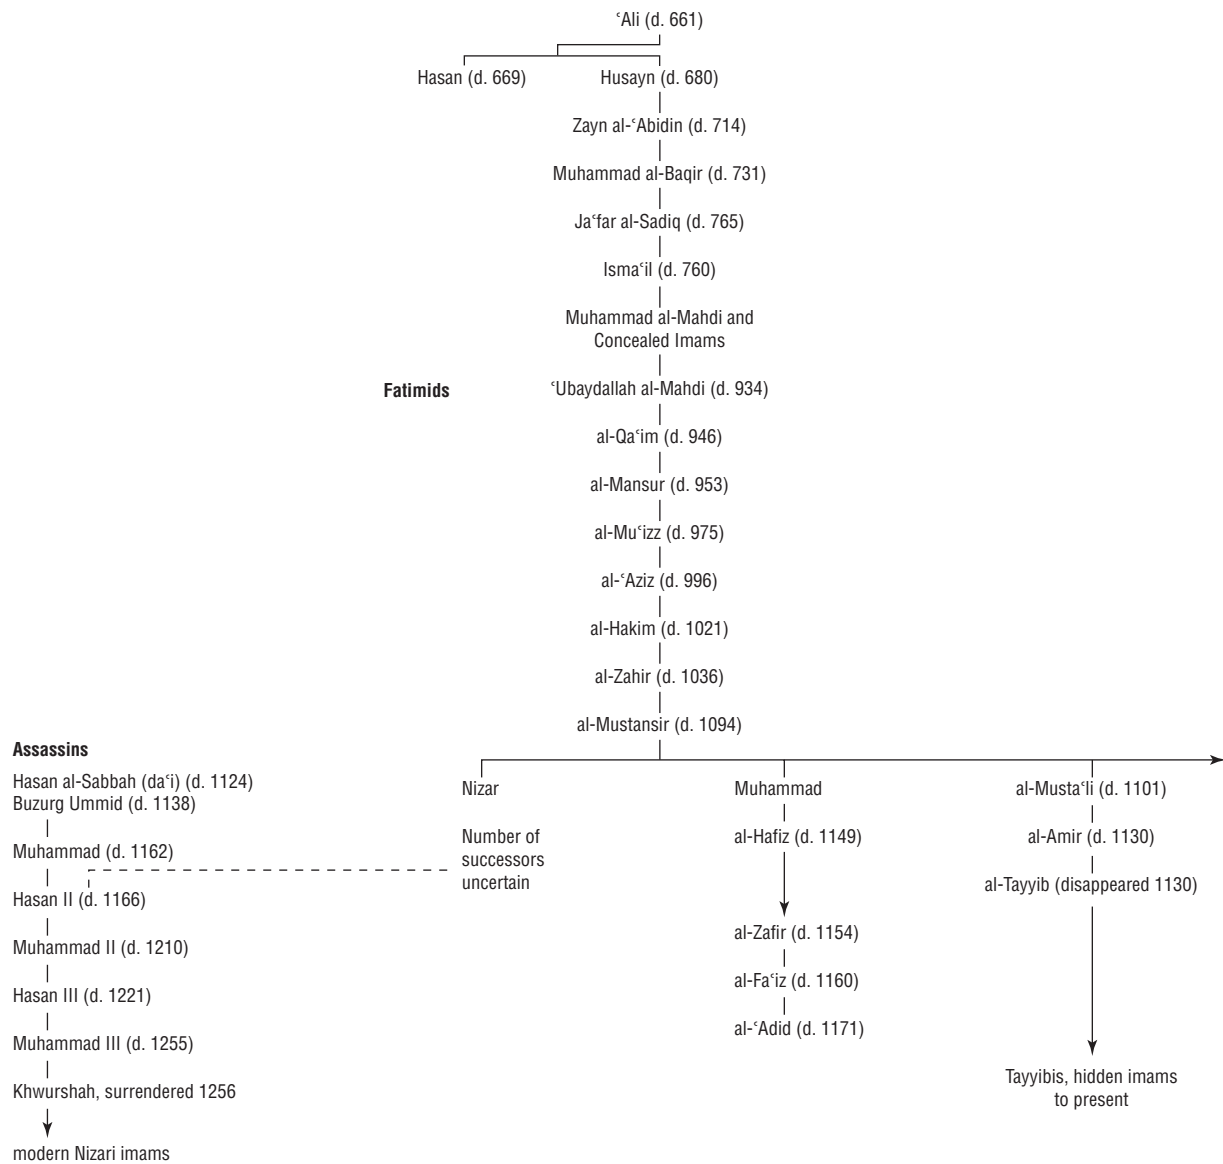 ʿAli (d. 661)
Hasan (d. 669)
Husayn (d. 680)
Zayn al-ʿAbidin (d. 714)
Muhammad al-Baqir (d. 731)
Jaʿfar al-Sadiq (d. 765)
Ismaʿil (d. 760)
Muhammad al-Mahdi and
Concealed Imams
Fatimids
ʿUbaydallah al-Mahdi (d. 934)
al-Qaʿim (d. 946)
al-Mansur (d. 953)
al-Muʿizz (d. 975)
al-ʿAziz (d. 996)
al-Hakim (d. 1021)
al-Zahir (d. 1036)
al-Mustansir (d. 1094)
Assassins
Hasan al-Sabbah (daʿi) (d. 1124)
Buzurg Ummid (d. 1138)
Muhammad (d. 1162)
Hasan II (d. 1166)
Muhammad II (d. 1210)
Hasan III (d. 1221)
Muhammad III (d. 1255)
Khwurshah, surrendered 1256
modern Nizari imams
Nizar
Number of
successors
uncertain
Muhammad
al-Hafiz (d. 1149)
al-Zafir (d. 1154)
al-Faʿiz (d. 1160)
al-ʿAdid (d. 1171)
al-Mustaʿli (d. 1101)
al-Amir (d. 1130)
al-Tayyib (disappeared 1130)
Tayyibis, hidden imams
to present